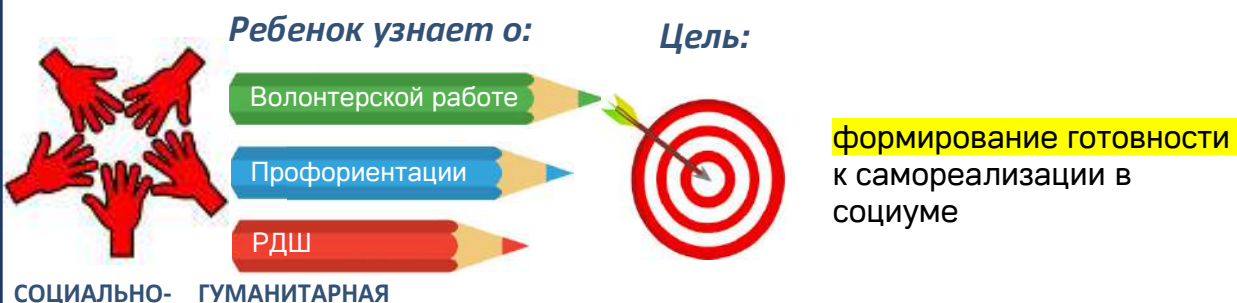 Ребенок узнает о:
Цель:
Волонтерской работе
Профориентации
РДШ
формирование готовности
к самореализации в
социуме
СОЦИАЛЬНО- ГУМАНИТАРНАЯ